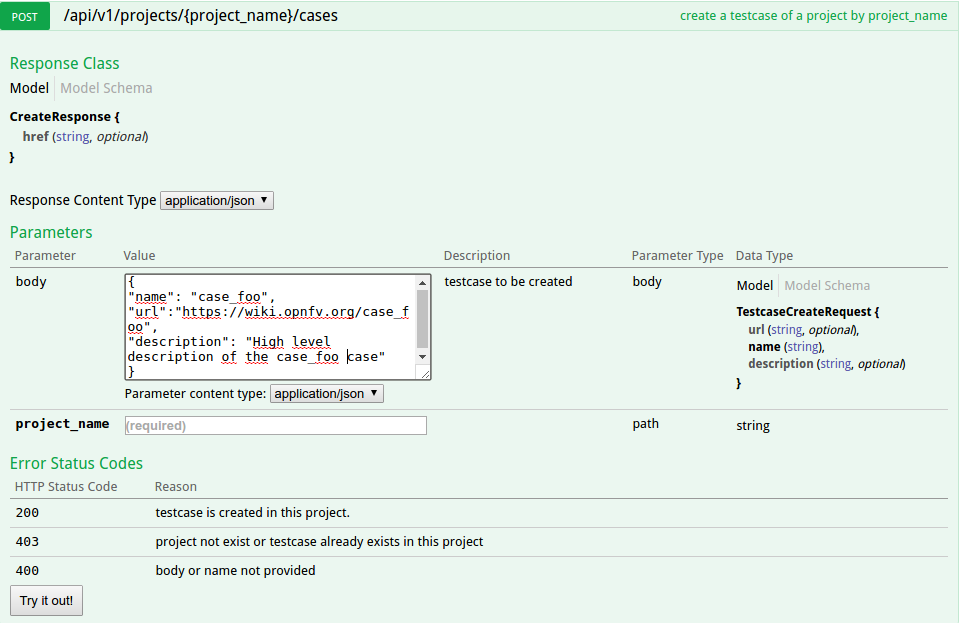 POST /api/v1/projects/{project_name}/cases create a testcase of a project by project_name
Response Class
Model Model Schema
CreateResponse {
href (string, optional)
}
Response Content Type application/json
Parameters
Parameter Value Description Parameter Type Data Type
body
{
"name": "case_foo",
"url":"https://wiki.opnfv.org/case_f
oo",
"description": "High level
description of the case_foo case"
}
testcase to be created
body
Model Model Schema
TestcaseCreateRequest {
url (string, optional),
name (string),
description (string, optional)
}
Parameter content type: application/json
project_name (required) path string
Error Status Codes
HTTP Status Code Reason
200 testcase is created in this project.
403 project not exist or testcase already exists in this project
400 body or name not provided
Try it out!